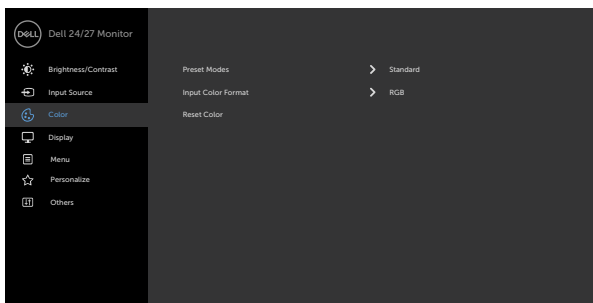 DELL Dell 24/27 Monitor
Brightness/Contrast Preset Modes Standard
Input Source Input Color Format RGB
Color Reset Color
Display
Menu
Personalize
Others